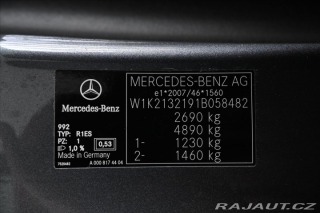 MERCEDES-BENZ AG
e1*2007/46*1560
W1K2132191B058482
2690 kg
4890 kg
1- 1230 kg
2- 1460 kg
Mercedes-Benz
992
TYP: R1ES
PZ: 1
1,0 % 0,53
Made in Germany
A 000 817 44 04
RAJAUT.CZ